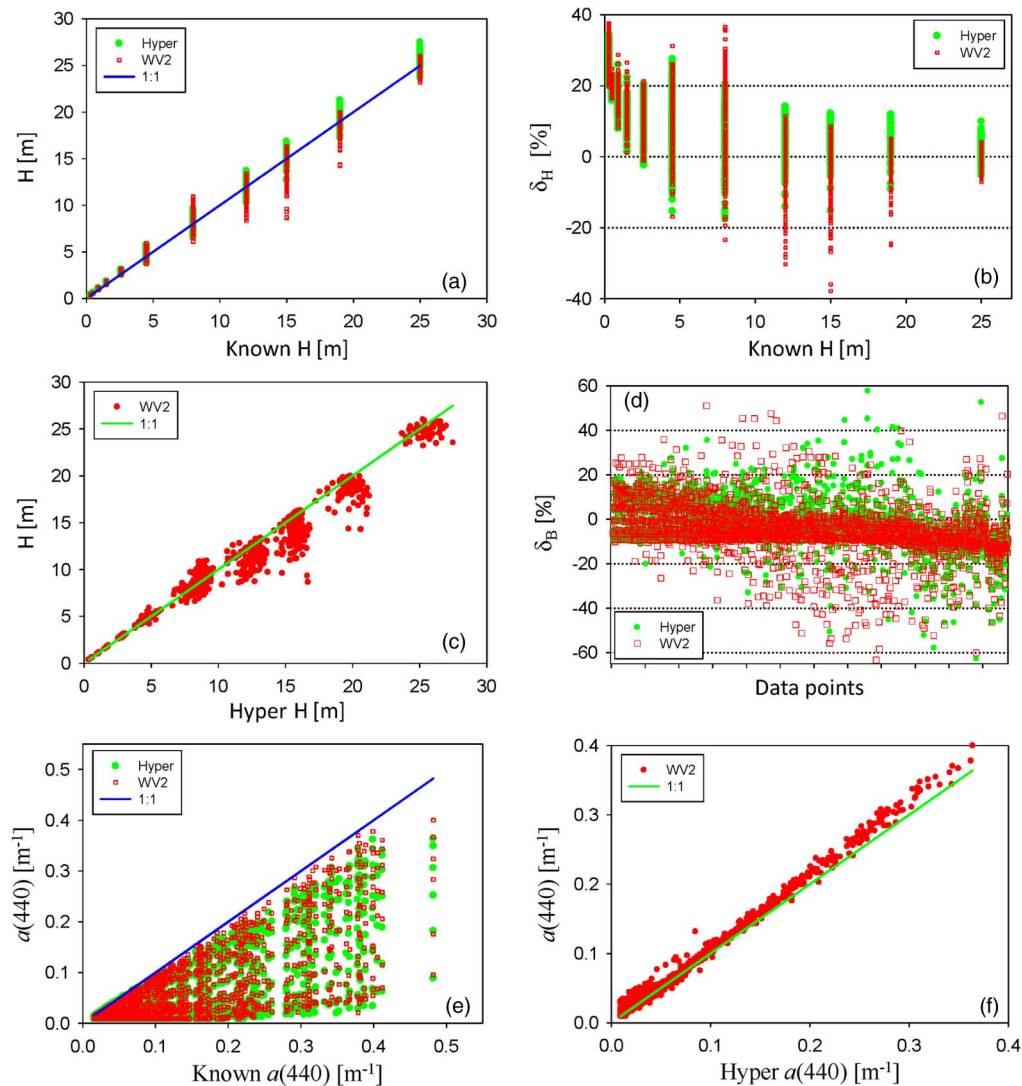 30
25
20
15
10
5
0
H [m]
Hyper
WV2
1:1
(a)
0 5 10 15 20 25 30
Known H [m]
40
20
0
-20
-40
δH [%]
Hyper
WV2
(b)
0 5 10 15 20 25
Known H [m]
30
25
20
15
10
5
0
H [m]
WV2
1:1
(c)
0 5 10 15 20 25 30
Hyper H [m]
60
40
20
0
-20
-40
-60
δB [%]
(d)
Hyper
WV2
Data points
0.5
0.4
0.3
0.2
0.1
0.0
a(440) [m-1]
Hyper
WV2
1:1
(e)
0.0 0.1 0.2 0.3 0.4 0.5
Known a(440) [m-1]
0.4
0.3
0.2
0.1
0.0
a(440) [m-1]
WV2
1:1
(f)
0.0 0.1 0.2 0.3 0.4
Hyper a(440) [m-1]